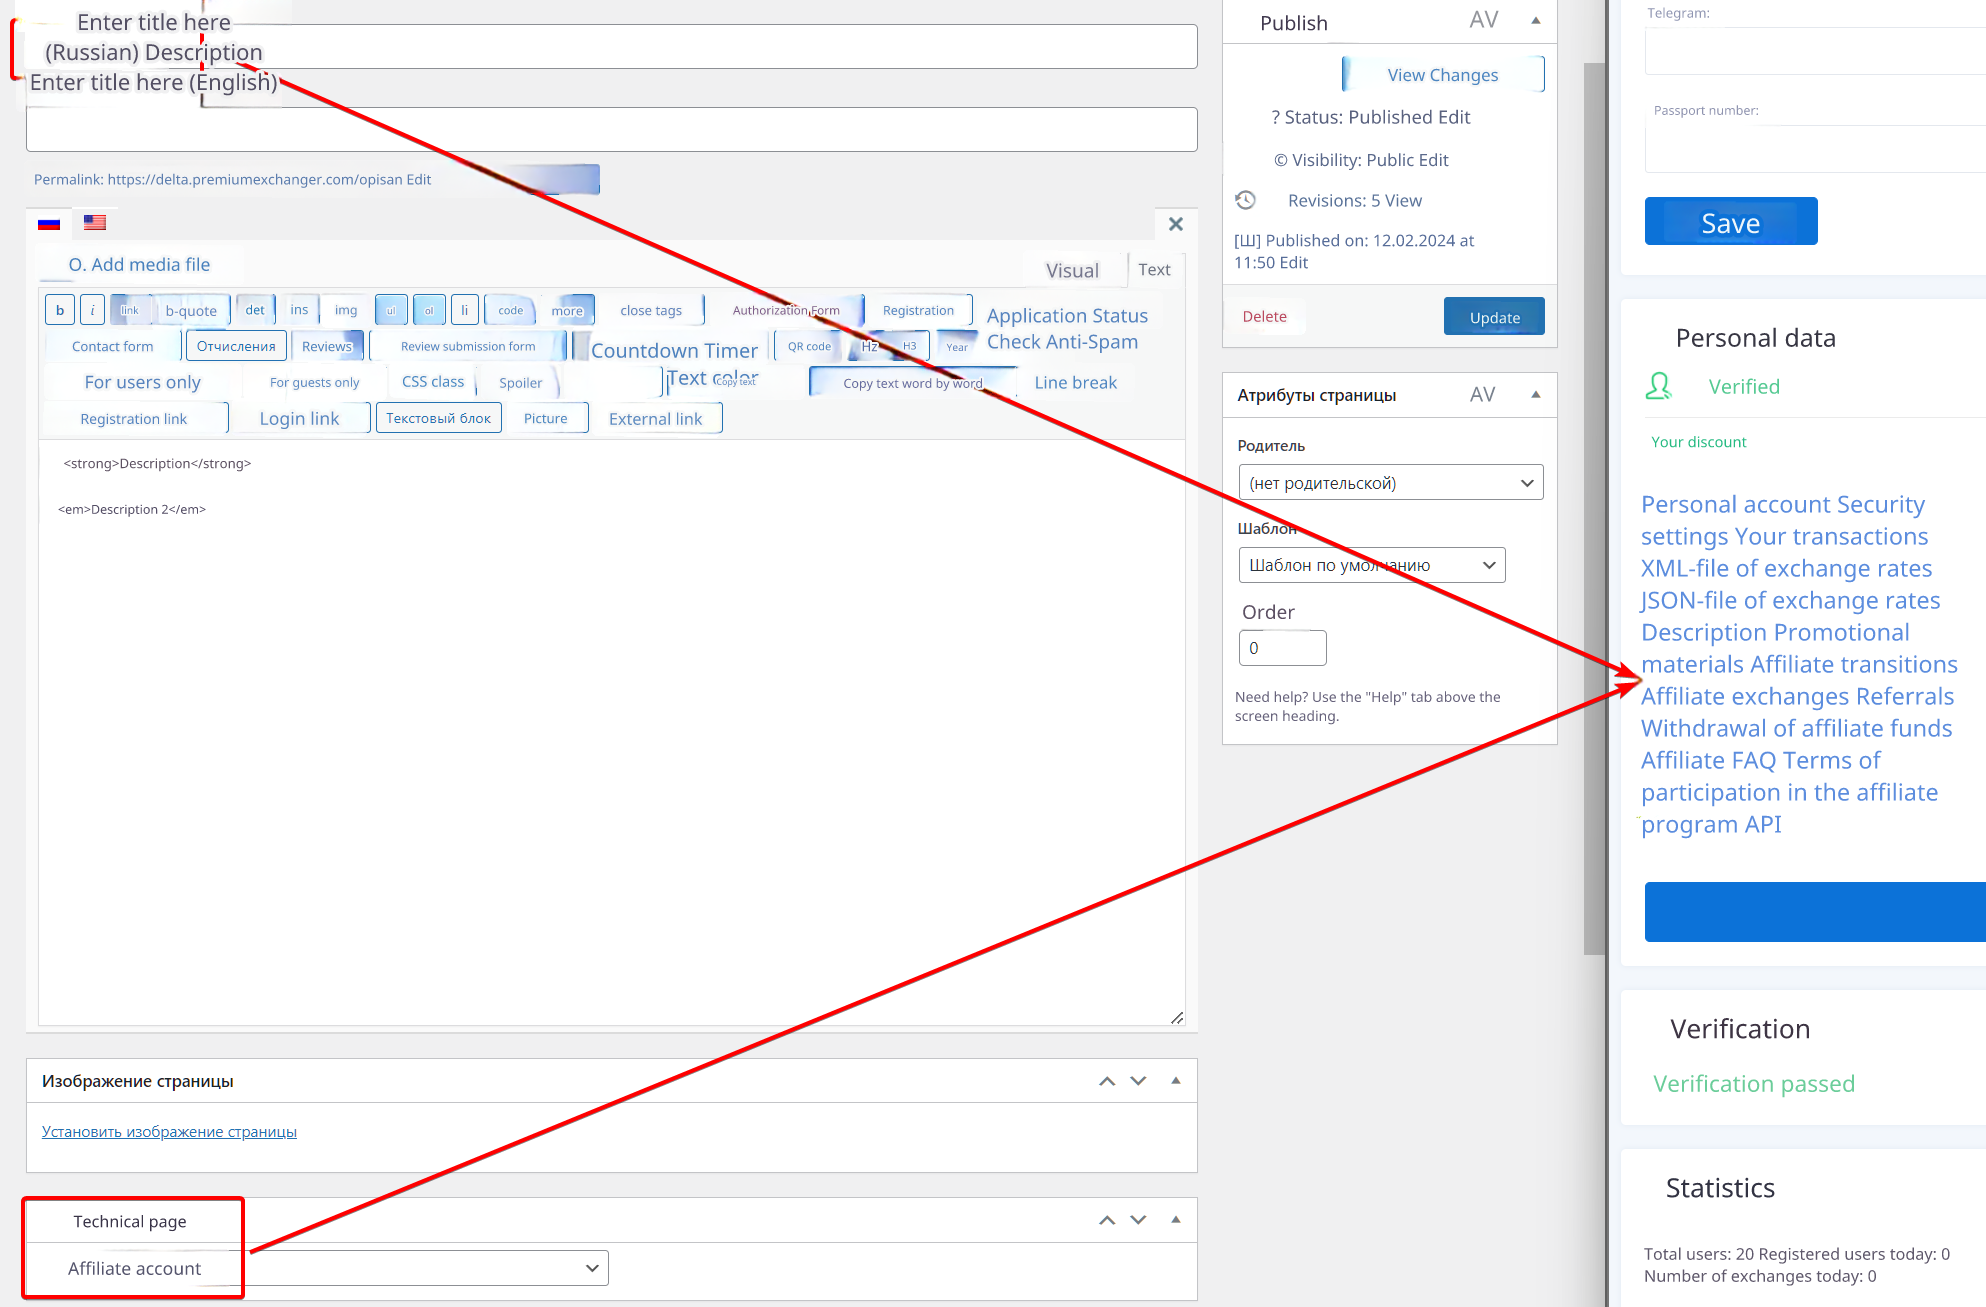 Enter title here
(Russian) Description
Enter title here (English)
Permalink: https://delta.premiumexchanger.com/opisan Edit
O. Add media file
Visual
Text
b
i
link
b-quote
det
ins
img
ul
ol
li
code
more
close tags
Authorization Form
Registration
Application Status
Check Anti-Spam
Contact form
Отчисления
Reviews
Review submission form
Countdown Timer
QR code
Hz
H3
Year
For users only
For guests only
CSS class
Spoiler
Text color
Copy text
Copy text word by word
Line break
Registration link
Login link
Текстовый блок
Picture
External link
<strong>Description</strong>
<em>Description 2</em>
Изображение страницы
Установить изображение страницы
Technical page
Affiliate account
Publish
AV
View Changes
? Status: Published Edit
© Visibility: Public Edit
Revisions: 5 View
[Ш] Published on: 12.02.2024 at
11:50 Edit
Delete
Update
Атрибуты страницы
AV
Родитель
(нет родительской)
Шаблон
Шаблон по умолчанию
Order
0
Need help? Use the "Help" tab above the
screen heading.
Telegram:
Passport number:
Save
Personal data
Verified
Your discount
Personal account Security
settings Your transactions
XML-file of exchange rates
JSON-file of exchange rates
Description Promotional
materials Affiliate transitions
Affiliate exchanges Referrals
Withdrawal of affiliate funds
Affiliate FAQ Terms of
participation in the affiliate
program API
Verification
Verification passed
Statistics
Total users: 20 Registered users today: 0
Number of exchanges today: 0